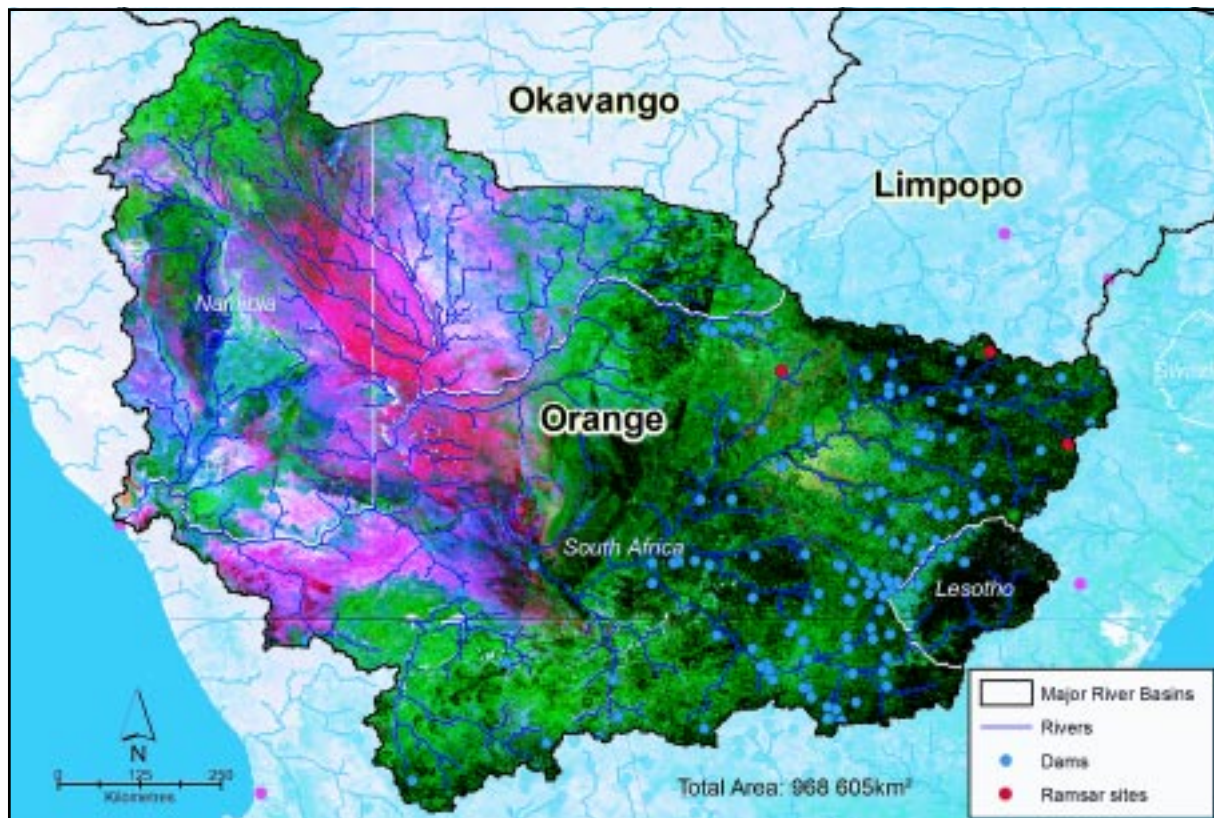 Okavango
Limpopo
Namibia
Orange
South Africa
Lesotho
Major River Basins
Rivers
Dams
Ramsar sites
N
0 125 250
Kilometres
Total Area: 968 605km²